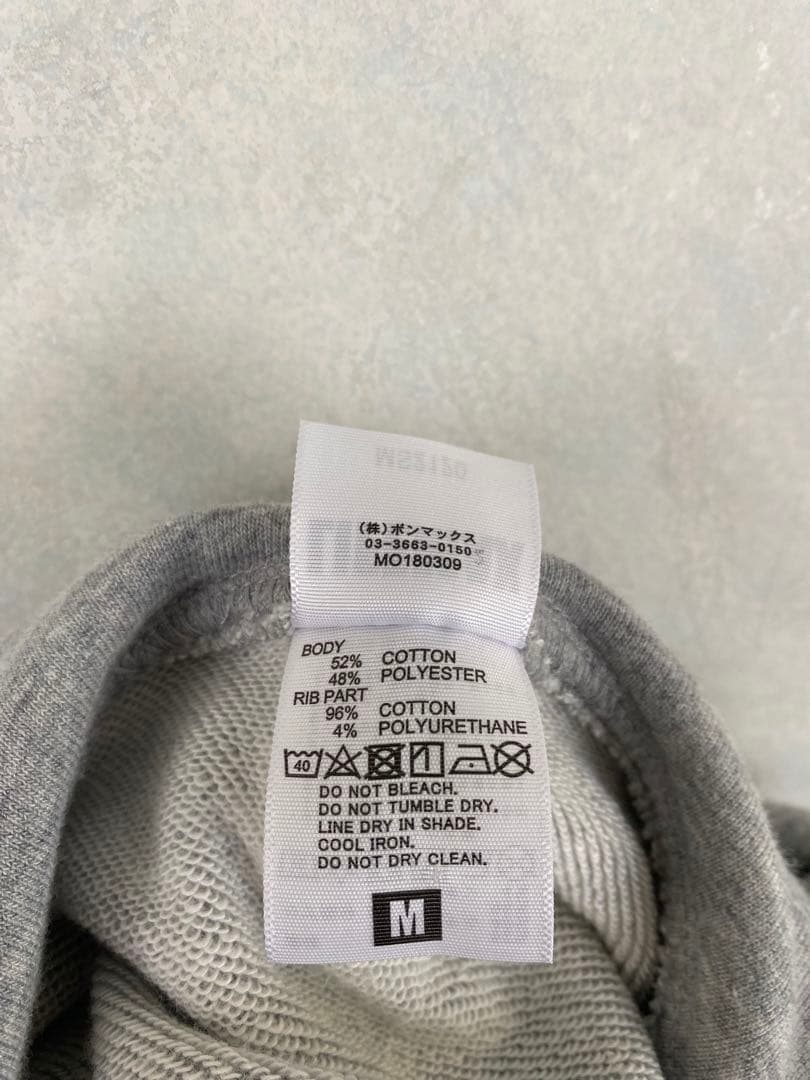 MS2120
(株)ボンマックス
03-3663-0150
MO180309
BODY
52% COTTON
48% POLYESTER
RIB PART
96% COTTON
4% POLYURETHANE
40
DO NOT BLEACH.
DO NOT TUMBLE DRY.
LINE DRY IN SHADE.
COOL IRON.
DO NOT DRY CLEAN.
M